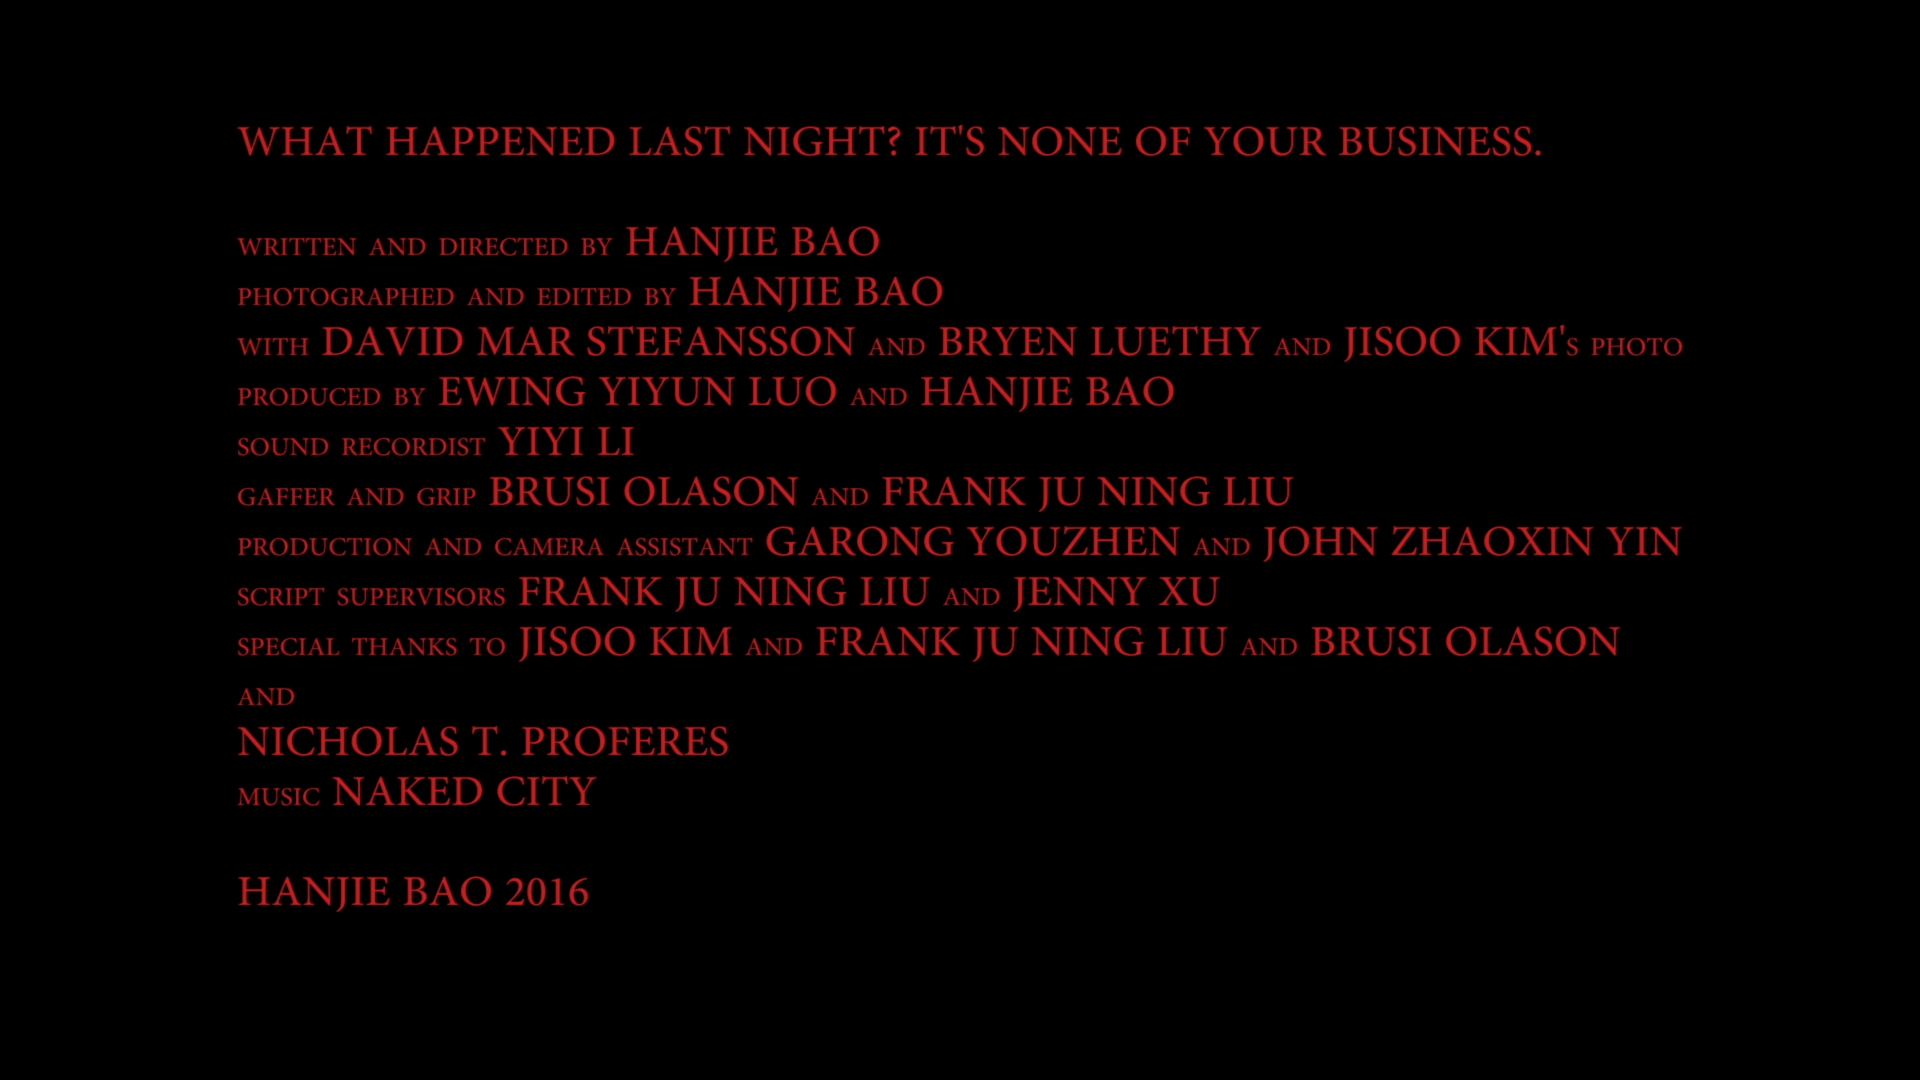 WHAT HAPPENED LAST NIGHT? IT'S NONE OF YOUR BUSINESS.
WRITTEN AND DIRECTED BY HANJIE BAO
PHOTOGRAPHED AND EDITED BY HANJIE BAO
WITH DAVID MAR STEFANSSON AND BRYEN LUETHY AND JISOO KIM'S PHOTO
PRODUCED BY EWING YIYUN LUO AND HANJIE BAO
SOUND RECORDIST YIYI LI
GAFFER AND GRIP BRUSI OLASON AND FRANK JU NING LIU
PRODUCTION AND CAMERA ASSISTANT GARONG YOUZHEN AND JOHN ZHAOXIN YIN
SCRIPT SUPERVISORS FRANK JU NING LIU AND JENNY XU
SPECIAL THANKS TO JISOO KIM AND FRANK JU NING LIU AND BRUSI OLASON
AND
NICHOLAS T. PROFERES
MUSIC NAKED CITY
HANJIE BAO 2016